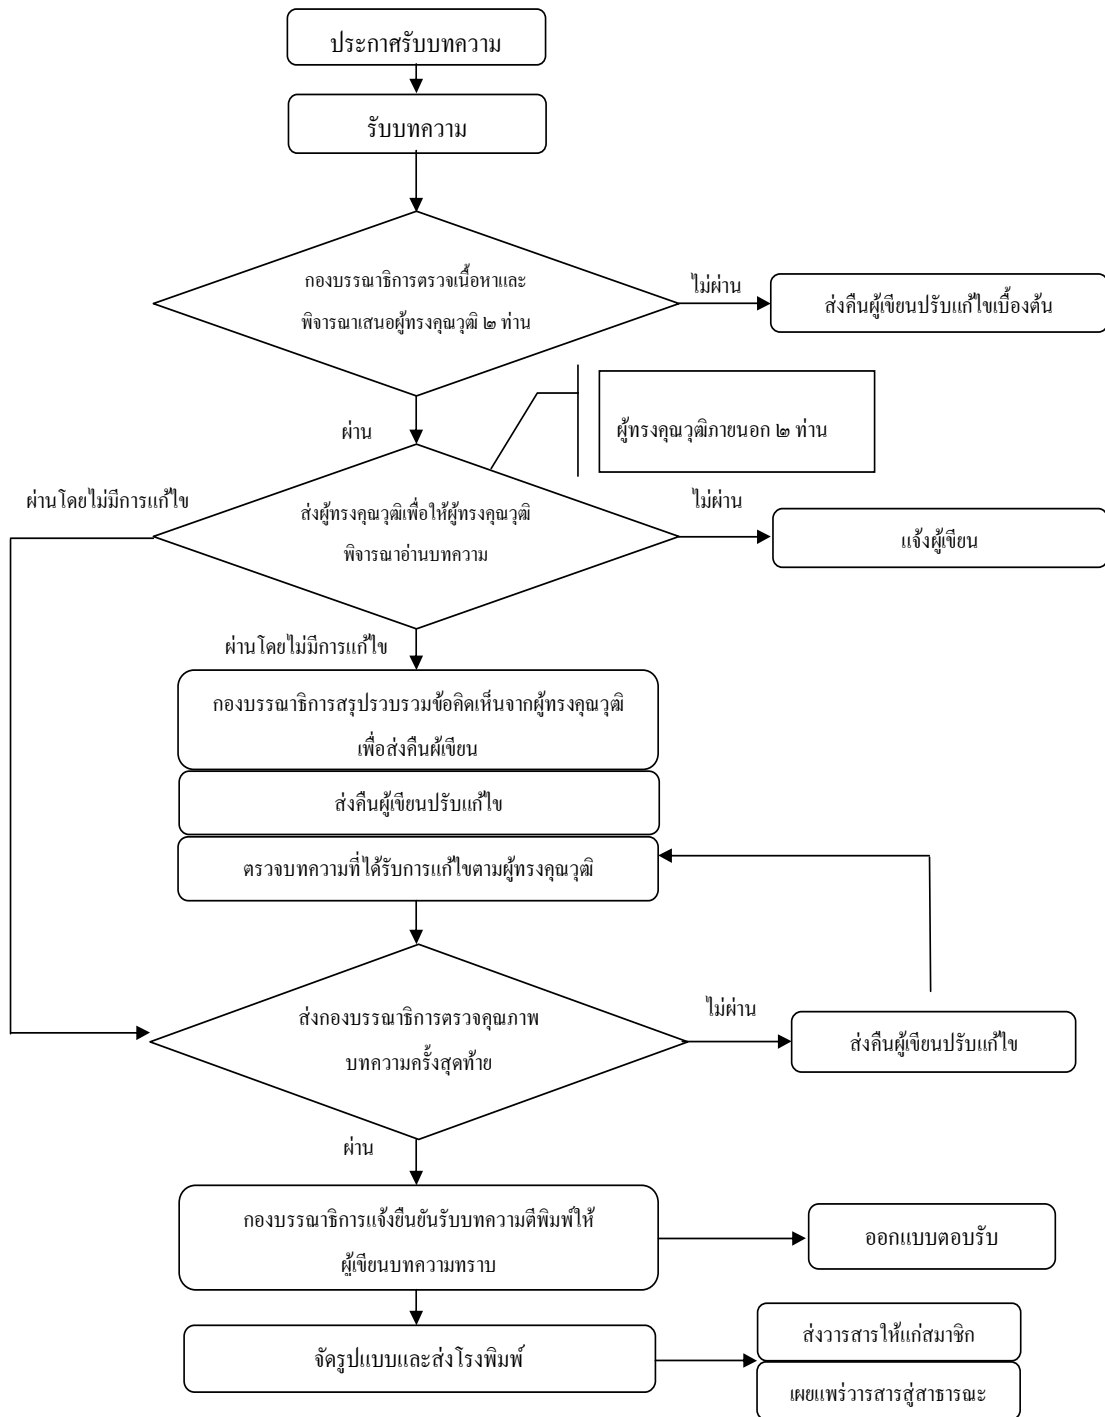 ประกาศรับบทความ
รับบทความ
กองบรรณาธิการตรวจเนื้อหาและ
พิจารณาเสนอผู้ทรงคุณวุฒิ ๒ ท่าน
ไม่ผ่าน
ส่งคืนผู้เขียนปรับแก้ไขเบื้องต้น
ผ่าน
ผู้ทรงคุณวุฒิภายนอก ๒ ท่าน
ผ่านโดยไม่มีการแก้ไข
ส่งผู้ทรงคุณวุฒิเพื่อให้ผู้ทรงคุณวุฒิ
พิจารณาอ่านบทความ
ไม่ผ่าน
แจ้งผู้เขียน
ผ่านโดยไม่มีการแก้ไข
กองบรรณาธิการสรุปรวบรวมข้อคิดเห็นจากผู้ทรงคุณวุฒิ
เพื่อส่งคืนผ้เขียน
ส่งคืนผู้เขียนปรับแก้ไข
ตรวจบทความที่ได้รับการแก้ไขตามผู้ทรงคุณวุฒิ
ส่งกองบรรณาธิการตรวจคุณภาพ
บทความครั้งสุดท้าย
ไม่ผ่าน
ส่งคืนผู้เขียนปรับแก้ไข
ผ่าน
กองบรรณาธิการแจ้งยืนยันรับบทความตีพิมพ์ให้
ผู้เขียนบทความทราบ
ออกแบบตอบรับ
จัดรูปแบบและส่งโรงพิมพ์
ส่งวารสารให้แก่สมาชิก
เผยแพร่วารสารสู่สาธารณะ